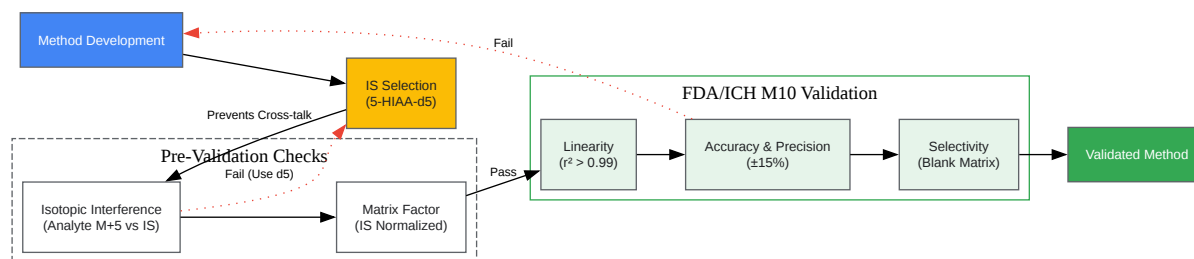 Method Development
Fail
IS Selection
(5-HIAA-d5)
Prevents Cross-talk
Pre-Validation Checks
Fail (Use d5)
Isotopic Interference
(Analyte M+5 vs IS)
Matrix Factor
(IS Normalized)
Pass
FDA/ICH M10 Validation
Linearity
(r² > 0.99)
Accuracy & Precision
(±15%)
Selectivity
(Blank Matrix)
Validated Method